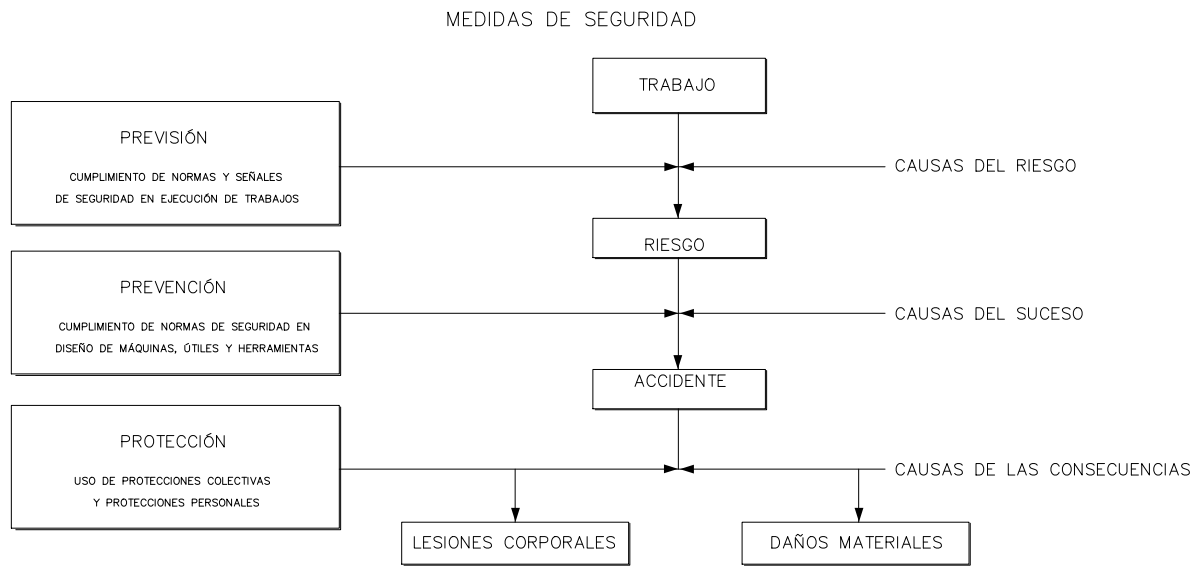 MEDIDAS DE SEGURIDAD
TRABAJO
PREVISIÓN
CUMPLIMIENTO DE NORMAS Y SEÑALES
DE SEGURIDAD EN EJECUCIÓN DE TRABAJOS
CAUSAS DEL RIESGO
RIESGO
PREVENCIÓN
CUMPLIMIENTO DE NORMAS DE SEGURIDAD EN
DISEÑO DE MÁQUINAS, ÚTILES Y HERRAMIENTAS
CAUSAS DEL SUCESO
ACCIDENTE
PROTECCIÓN
USO DE PROTECCIONES COLECTIVAS
Y PROTECCIONES PERSONALES
CAUSAS DE LAS CONSECUENCIAS
LESIONES CORPORALES
DAÑOS MATERIALES